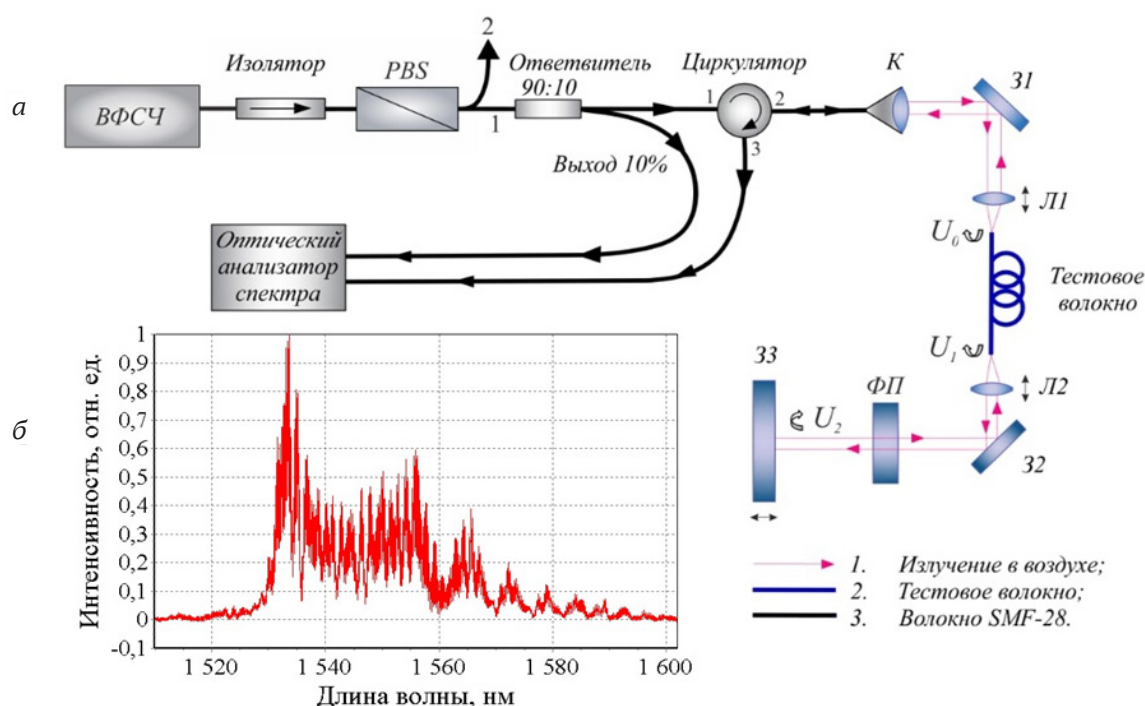 а
ВФСЧ
Изолятор
PBS
2
1
Ответвитель
90:10
Выход 10%
Циркулятор
1
2
3
К
З1
Л1
U0
Тестовое
волокно
U1
Л2
З2
ФП
З3
U2
Оптический
анализатор
спектра
б
Интенсивность, отн. ед.
1
0,9
0,8
0,7
0,6
0,5
0,4
0,3
0,2
0,1
0
-0,1
1 520
1 540
1 560
1 580
1 600
Длина волны, нм
1. Излучение в воздухе;
2. Тестовое волокно;
3. Волокно SMF-28.